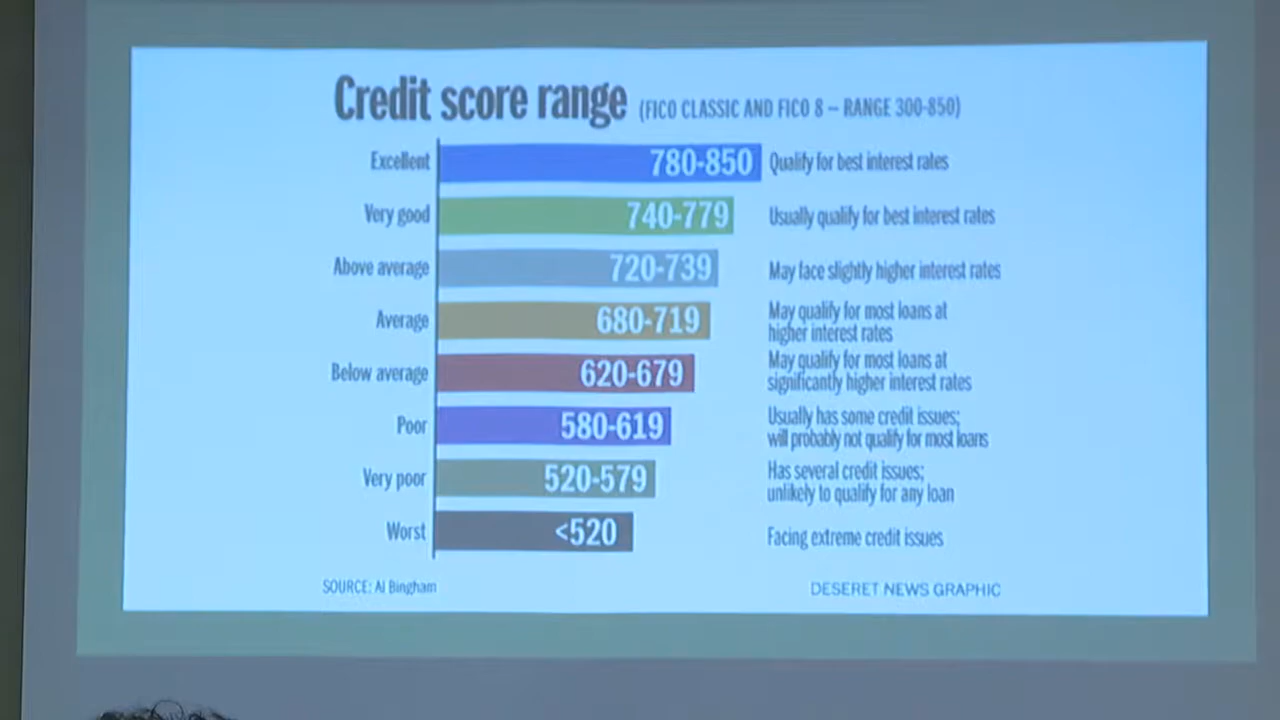 Credit score range (FICO CLASSIC AND FICO 8 – RANGE 300-850)
Excellent 780-850 Qualify for best interest rates
Very good 740-779 Usually qualify for best interest rates
Above average 720-739 May face slightly higher interest rates
Average 680-719 May qualify for most loans at
higher interest rates
Below average 620-679 May qualify for most loans at
significantly higher interest rates
Poor 580-619 Usually has some credit issues;
will probably not qualify for most loans
Very poor 520-579 Has several credit issues;
unlikely to qualify for any loan
Worst <520 Facing extreme credit issues
SOURCE: Al Bingham DESERET NEWS GRAPHIC